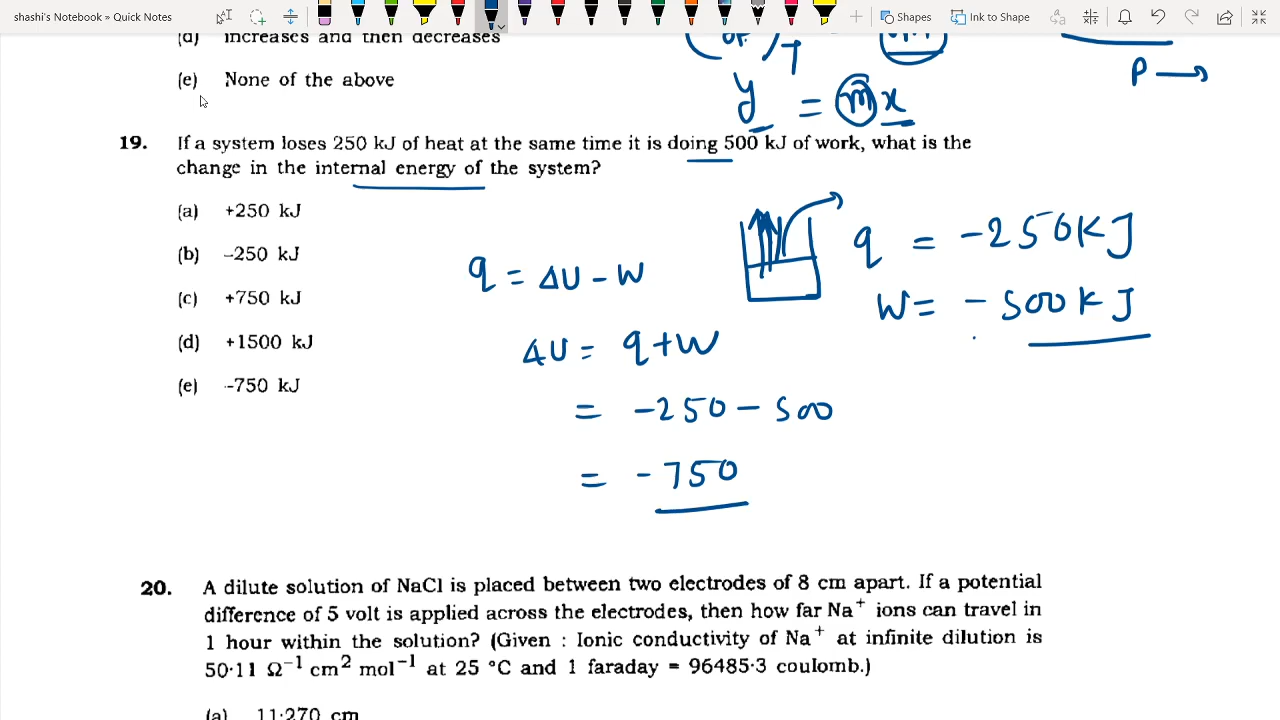 shashi's Notebook » Quick Notes
Shapes
Ink to Shape
(d) increases and then decreases
(e) None of the above
T
P
y = m x
19. If a system loses 250 kJ of heat at the same time it is doing 500 kJ of work, what is the
change in the internal energy of the system?
(a) +250 kJ
(b) -250 kJ
(c) +750 kJ
(d) +1500 kJ
(e) -750 kJ
q = -250KJ
W = -500KJ
q = ΔU - W
ΔU = q+W
= -250 - 500
= -750
20. A dilute solution of NaCl is placed between two electrodes of 8 cm apart. If a potential
difference of 5 volt is applied across the electrodes, then how far Na⁺ ions can travel in
1 hour within the solution? (Given : Ionic conductivity of Na⁺ at infinite dilution is
50·11 Ω⁻¹ cm² mol⁻¹ at 25 °C and 1 faraday = 96485·3 coulomb.)
(a) 11·270 cm